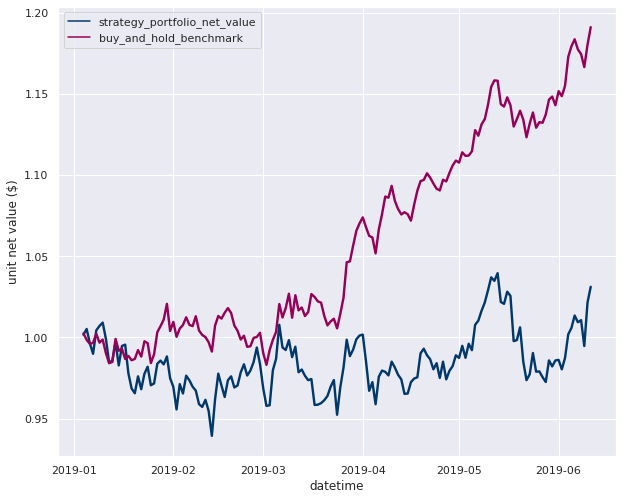 strategy_portfolio_net_value
buy_and_hold_benchmark
unit net value ($)
1.20
1.15
1.10
1.05
1.00
0.95
2019-01 2019-02 2019-03 2019-04 2019-05 2019-06
datetime